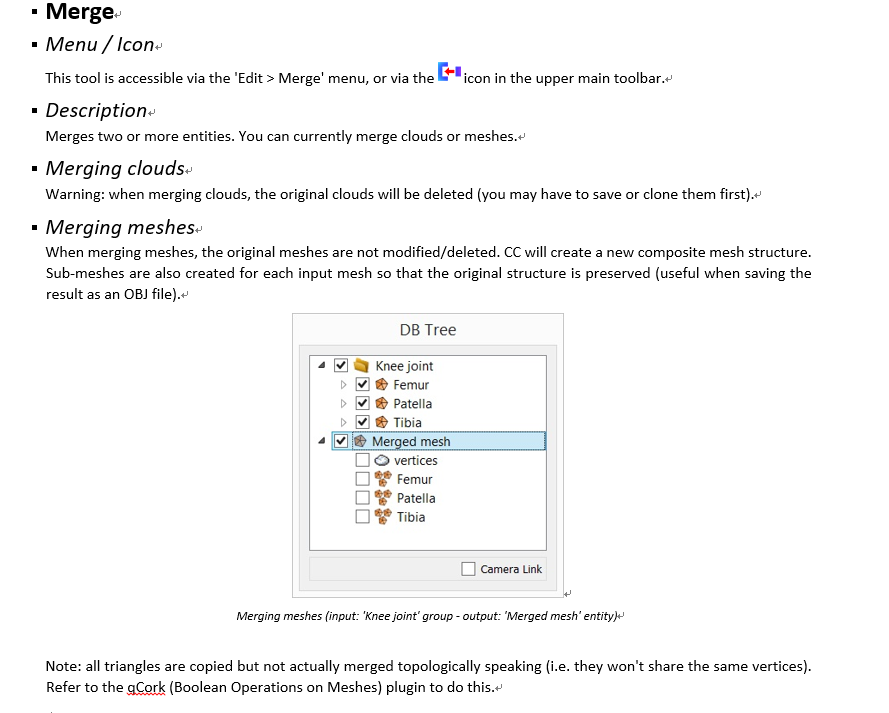 Merge
Menu / Icon
This tool is accessible via the 'Edit > Merge' menu, or via the icon in the upper main toolbar.
Description
Merges two or more entities. You can currently merge clouds or meshes.
Merging clouds
Warning: when merging clouds, the original clouds will be deleted (you may have to save or clone them first).
Merging meshes
When merging meshes, the original meshes are not modified/deleted. CC will create a new composite mesh structure.
Sub-meshes are also created for each input mesh so that the original structure is preserved (useful when saving the
result as an OBJ file).
DB Tree
Knee joint
Femur
Patella
Tibia
Merged mesh
vertices
Femur
Patella
Tibia
Camera Link
Merging meshes (input: 'Knee joint' group - output: 'Merged mesh' entity)
Note: all triangles are copied but not actually merged topologically speaking (i.e. they won't share the same vertices).
Refer to the qCork (Boolean Operations on Meshes) plugin to do this.